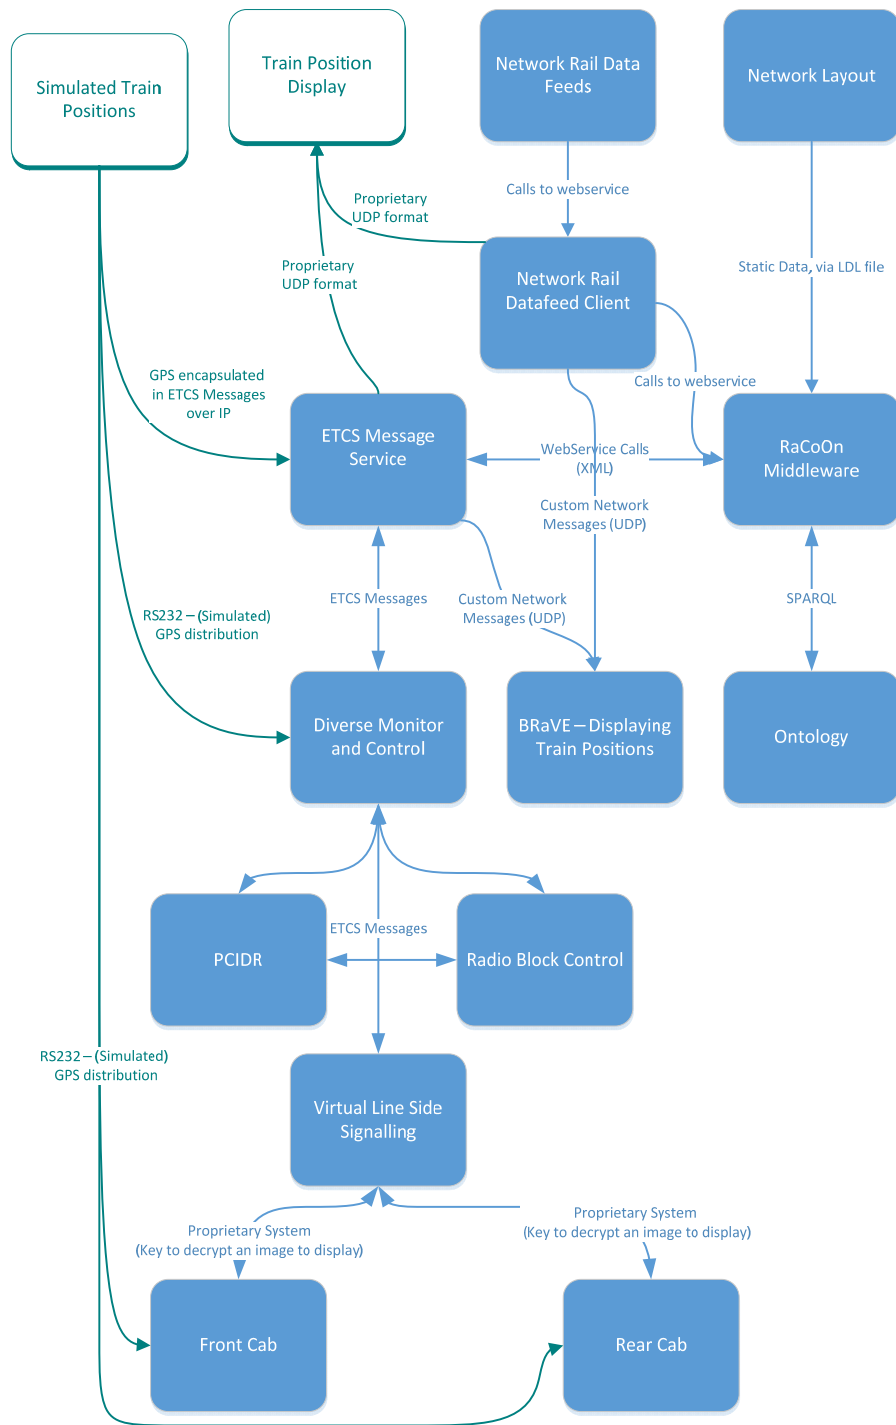 Simulated Train
Positions
Train Position
Display
Network Rail Data
Feeds
Network Layout
Calls to webservice
Proprietary
UDP format
Proprietary
UDP format
Network Rail
Datafeed Client
Static Data, via LDL file
GPS encapsulated
in ETCS Messages
over IP
Calls to webservice
ETCS Message
Service
WebService Calls
(XML)
RaCoOn
Middleware
Custom Network
Messages (UDP)
ETCS Messages
Custom Network
Messages (UDP)
SPARQL
RS232 – (Simulated)
GPS distribution
Diverse Monitor
and Control
BRaVE – Displaying
Train Positions
Ontology
PCIDR
ETCS Messages
Radio Block Control
RS232 – (Simulated)
GPS distribution
Virtual Line Side
Signalling
Proprietary System
(Key to decrypt an image to display)
Proprietary System
(Key to decrypt an image to display)
Front Cab
Rear Cab